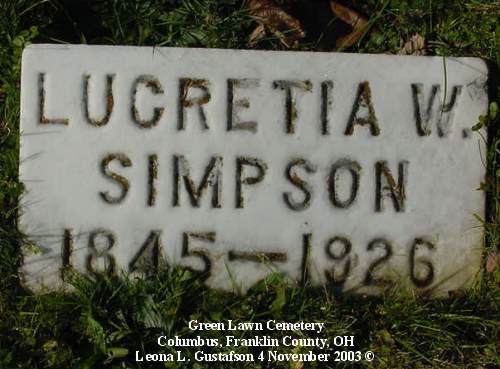 LUCRETIA W.
SIMPSON
1845—1926
Green Lawn Cemetery
Columbus, Franklin County, OH
Leona L. Gustafson 4 November 2003 ©